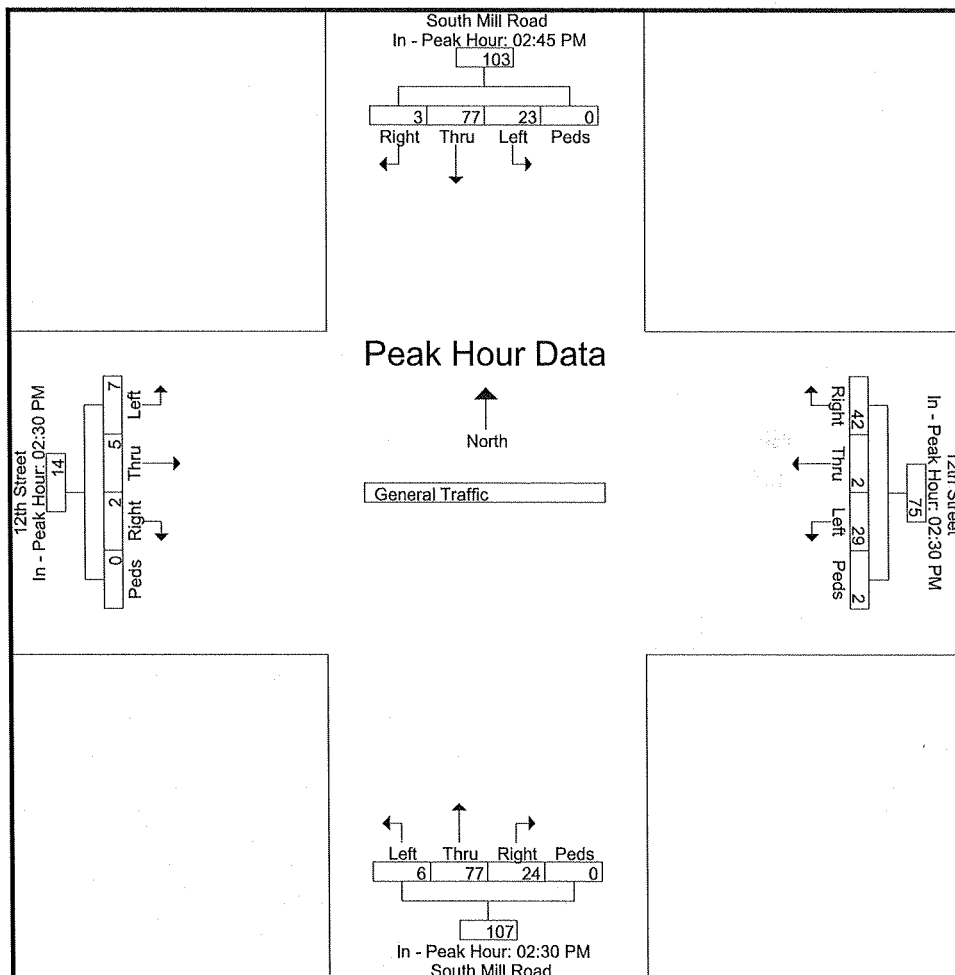 South Mill Road
In - Peak Hour: 02:45 PM
103
3 77 23 0
Right Thru Left Peds
Peak Hour Data
North
General Traffic
12th Street
In - Peak Hour: 02:30 PM
14
7 5 2 0
Left Thru Right Peds
Right Thru Left Peds
42 2 29 2
75
In - Peak Hour: 02:30 PM
12th Street
Left Thru Right Peds
6 77 24 0
107
In - Peak Hour: 02:30 PM
South Mill Road